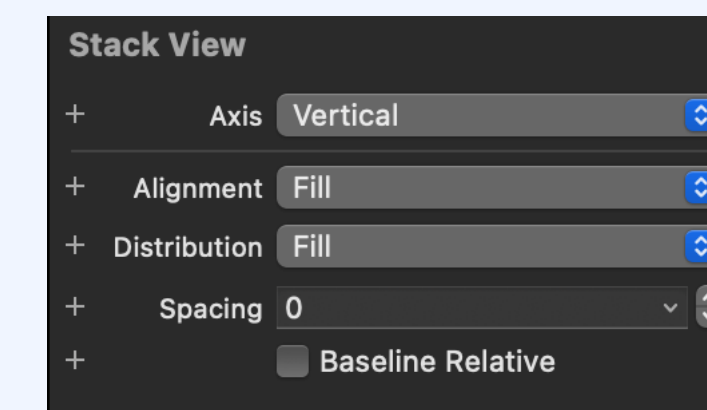 Stack View
+ Axis Vertical
+ Alignment Fill
+ Distribution Fill
+ Spacing 0
+ Baseline Relative